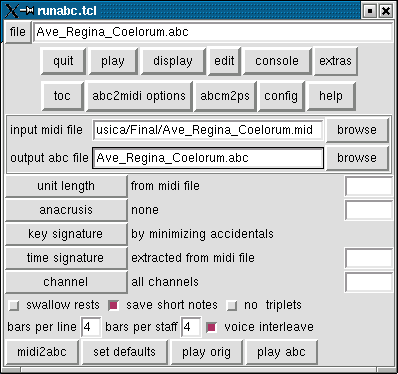 runabc.tcl
file Ave_Regina_Coelorum.abc
quit play display edit console extras
toc abc2midi options abcm2ps config help
input midi file usica/Final/Ave_Regina_Coelorum.mid browse
output abc file Ave_Regina_Coelorum.abc browse
unit length from midi file
anacrusis none
key signature by minimizing accidentals
time signature extracted from midi file
channel all channels
swallow rests save short notes no triplets
bars per line 4 bars per staff 4 voice interleave
midi2abc set defaults play orig play abc